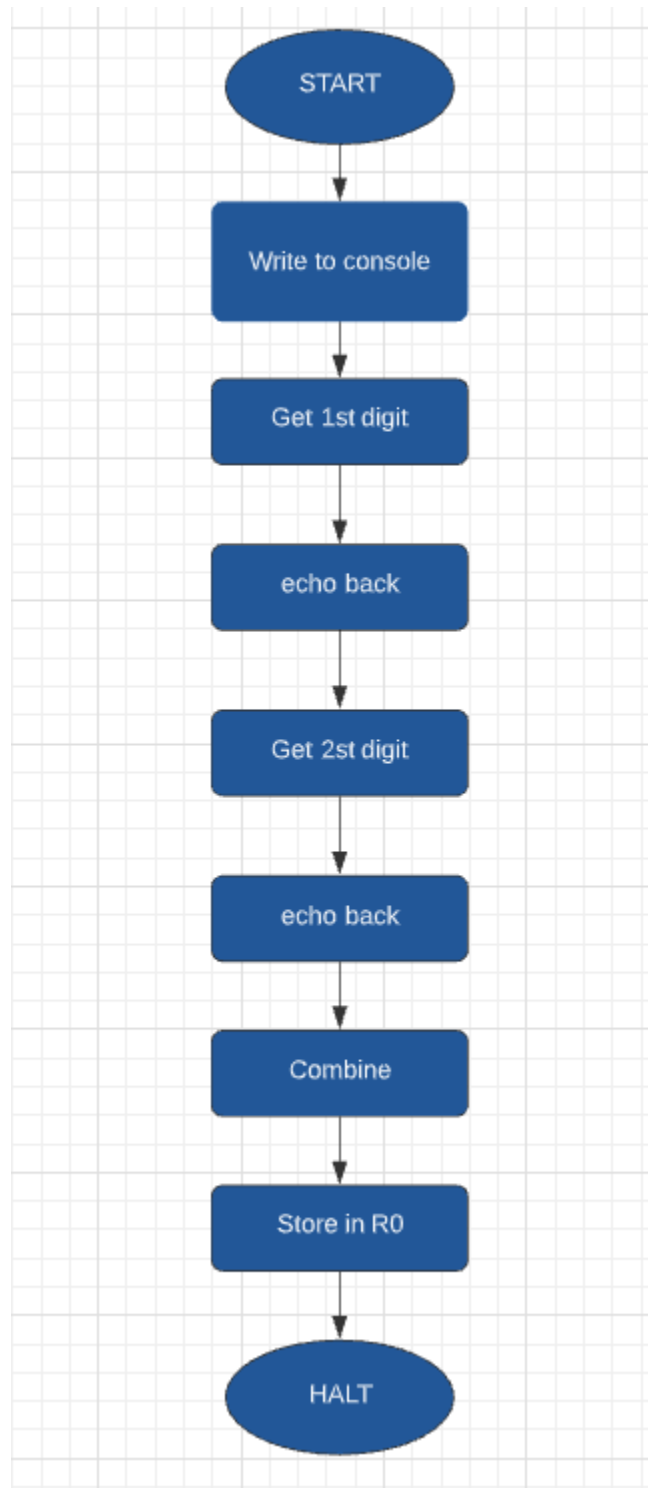 START
Write to console
Get 1st digit
echo back
Get 2st digit
echo back
Combine
Store in R0
HALT